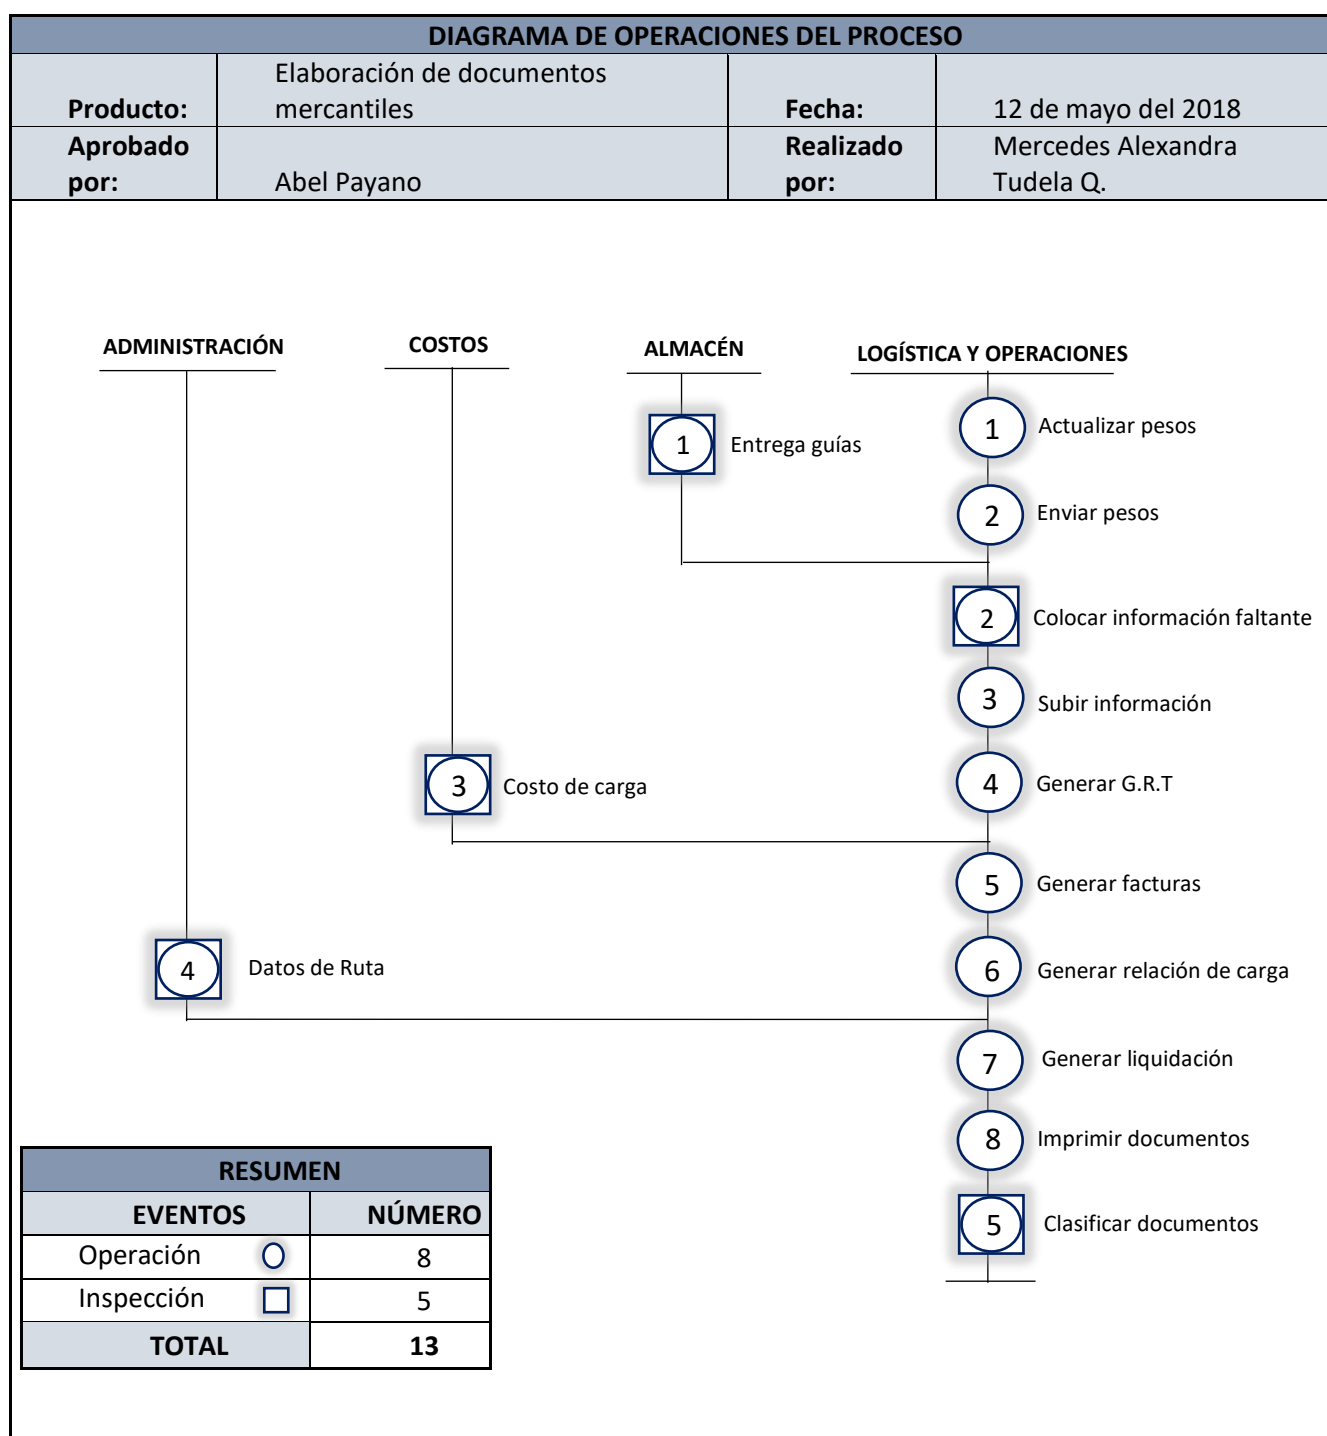 DIAGRAMA DE OPERACIONES DEL PROCESO
Producto:
Elaboración de documentos
mercantiles
Fecha:
12 de mayo del 2018
Aprobado
por:
Abel Payano
Realizado
por:
Mercedes Alexandra
Tudela Q.
ADMINISTRACIÓN
COSTOS
ALMACÉN
LOGÍSTICA Y OPERACIONES
1
Entrega guías
1
Actualizar pesos
2
Enviar pesos
2
Colocar información faltante
3
Subir información
3
Costo de carga
4
Generar G.R.T
5
Generar facturas
4
Datos de Ruta
6
Generar relación de carga
7
Generar liquidación
8
Imprimir documentos
5
Clasificar documentos
RESUMEN
EVENTOS
NÚMERO
Operación
8
Inspección
5
TOTAL
13